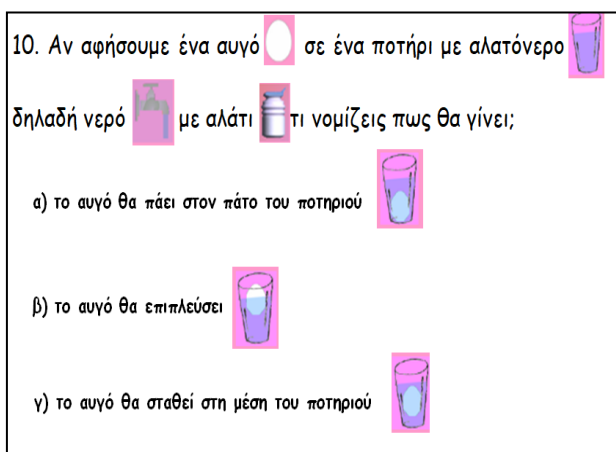 10. Αν αφήσουμε ένα αυγό σε ένα ποτήρι με αλατόνερο
δηλαδή νερό με αλάτι τι νομίζεις πως θα γίνει;
α) το αυγό θα πάει στον πάτο του ποτηριού
β) το αυγό θα επιπλεύσει
γ) το αυγό θα σταθεί στη μέση του ποτηριού